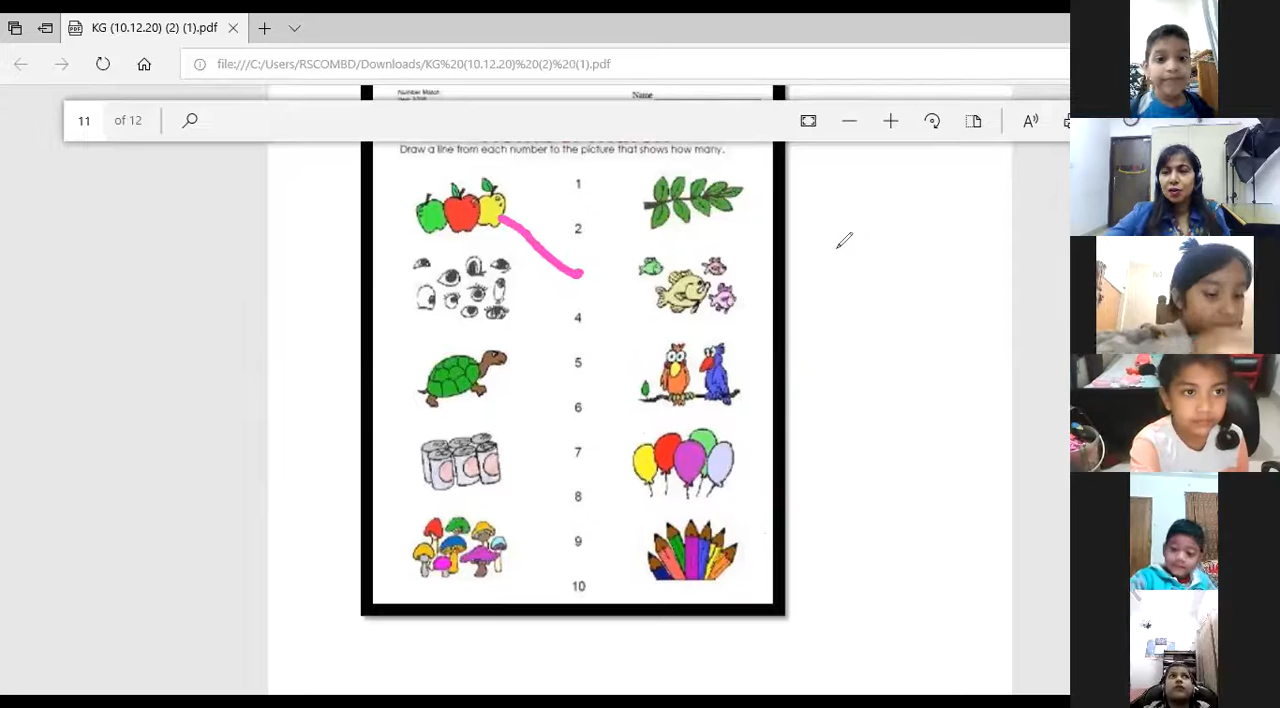 KG (10.12.20) (2) (1).pdf
file:///C:/Users/RSCOMBD/Downloads/KG%20(10.12.20)%20(2)%20(1).pdf
Number Match
Name
11 of 12
Draw a line from each number to the picture that shows how many.
1
2
4
5
6
7
8
9
10